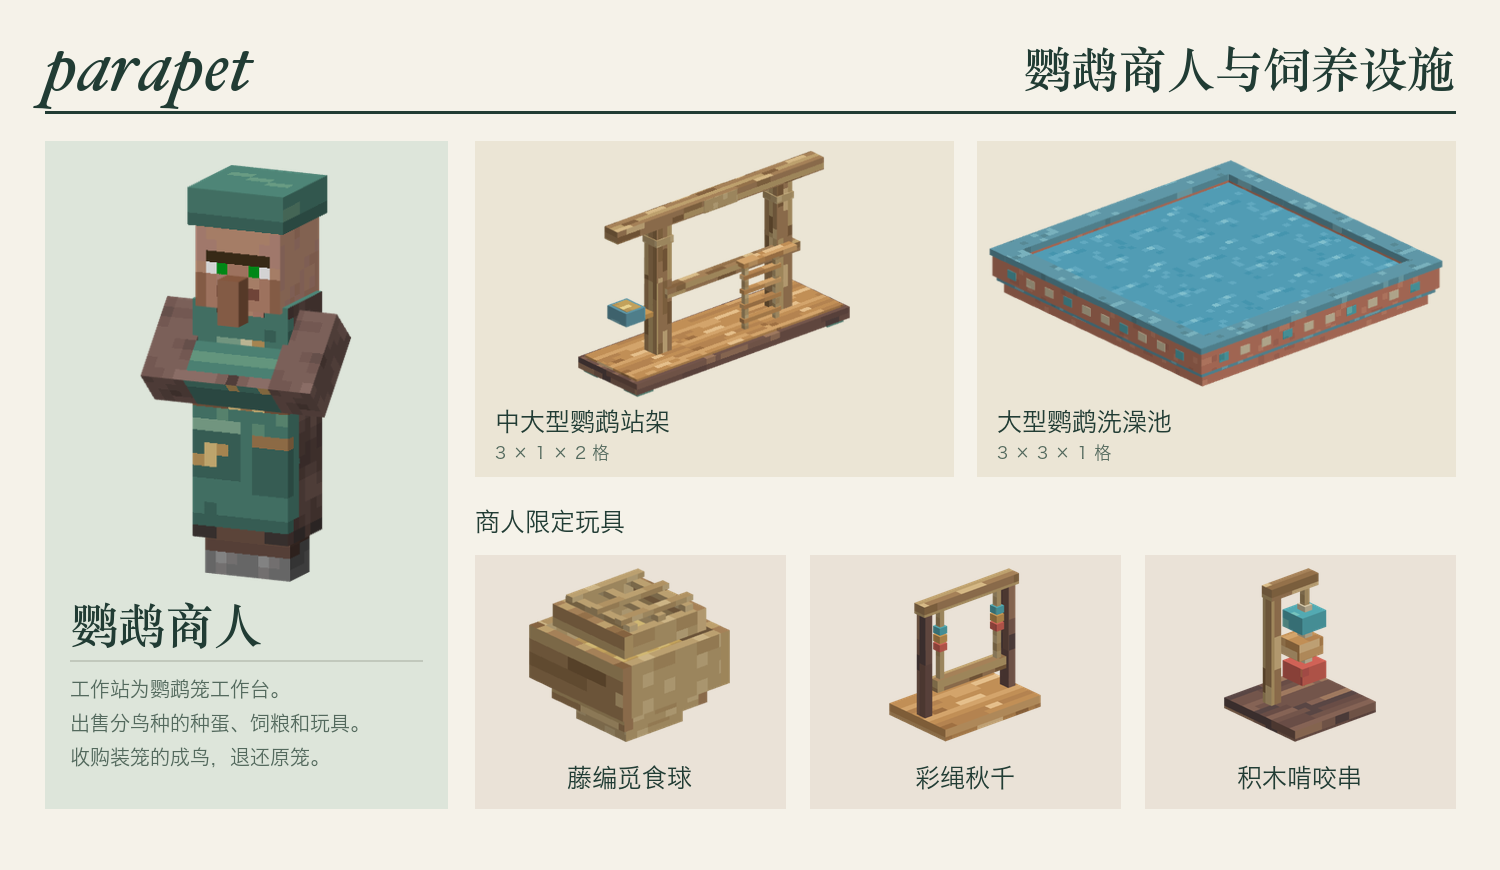 parapet
鹦鹉商人与饲养设施
鹦鹉商人
工作站为鹦鹉笼工作台。
出售分鸟种的种蛋、饲粮和玩具。
收购装笼的成鸟，退还原笼。
中大型鹦鹉站架
3 × 1 × 2 格
大型鹦鹉洗澡池
3 × 3 × 1 格
商人限定玩具
藤编觅食球
彩绳秋千
积木啃咬串